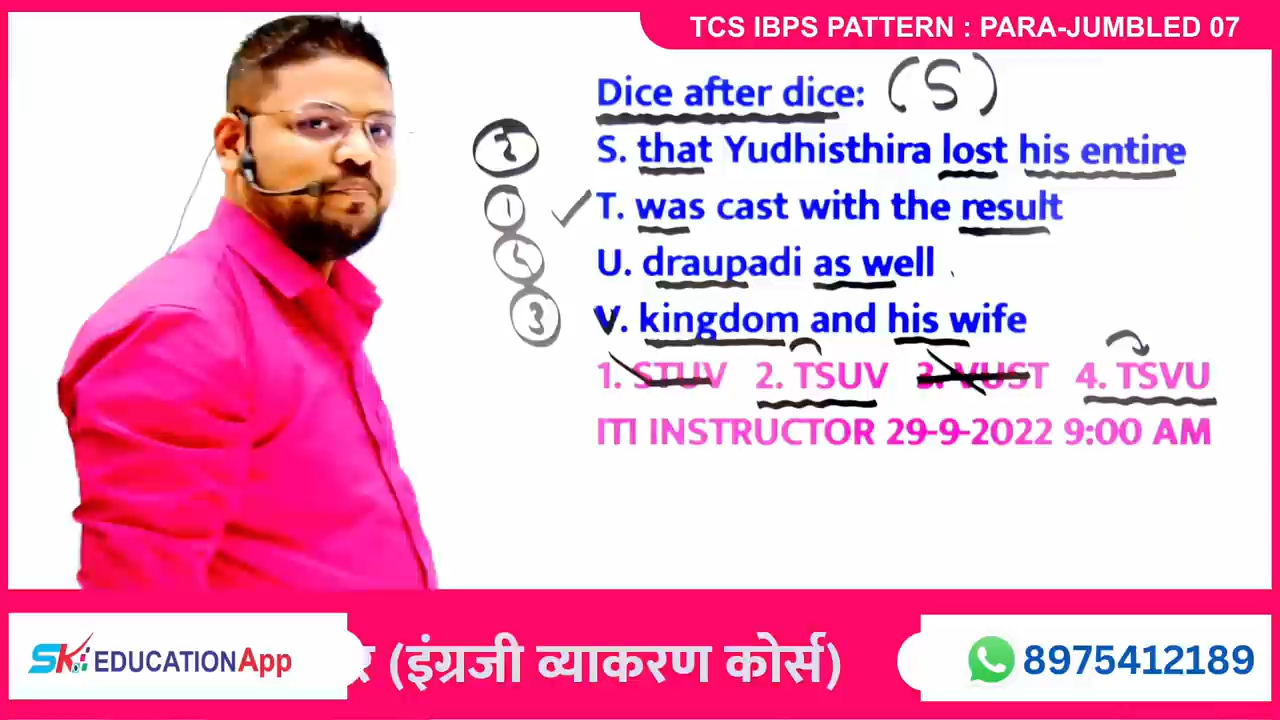 TCS IBPS PATTERN : PARA-JUMBLED 07
Dice after dice: (S)
S. that Yudhisthira lost his entire
T. was cast with the result
U. draupadi as well
3 V. kingdom and his wife
1. STUV 2. TSUV 3. VUST 4. TSVU
ITI INSTRUCTOR 29-9-2022 9:00 AM
SK EDUCATIONApp
(इंग्रजी व्याकरण कोर्स)
8975412189